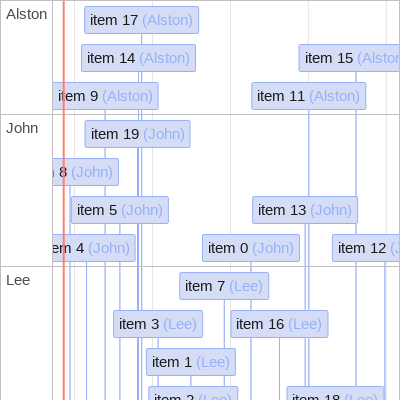 Alston
item 17 (Alston)
item 14 (Alston)
item 15 (Alston
item 9 (Alston)
item 11 (Alston)
John
item 19 (John)
8 (John)
item 5 (John)
item 13 (John)
em 4 (John)
item 0 (John)
item 12 (J
Lee
item 7 (Lee)
item 3 (Lee)
item 16 (Lee)
item 1 (Lee)
item 2 (Lee)
item 18 (Lee)